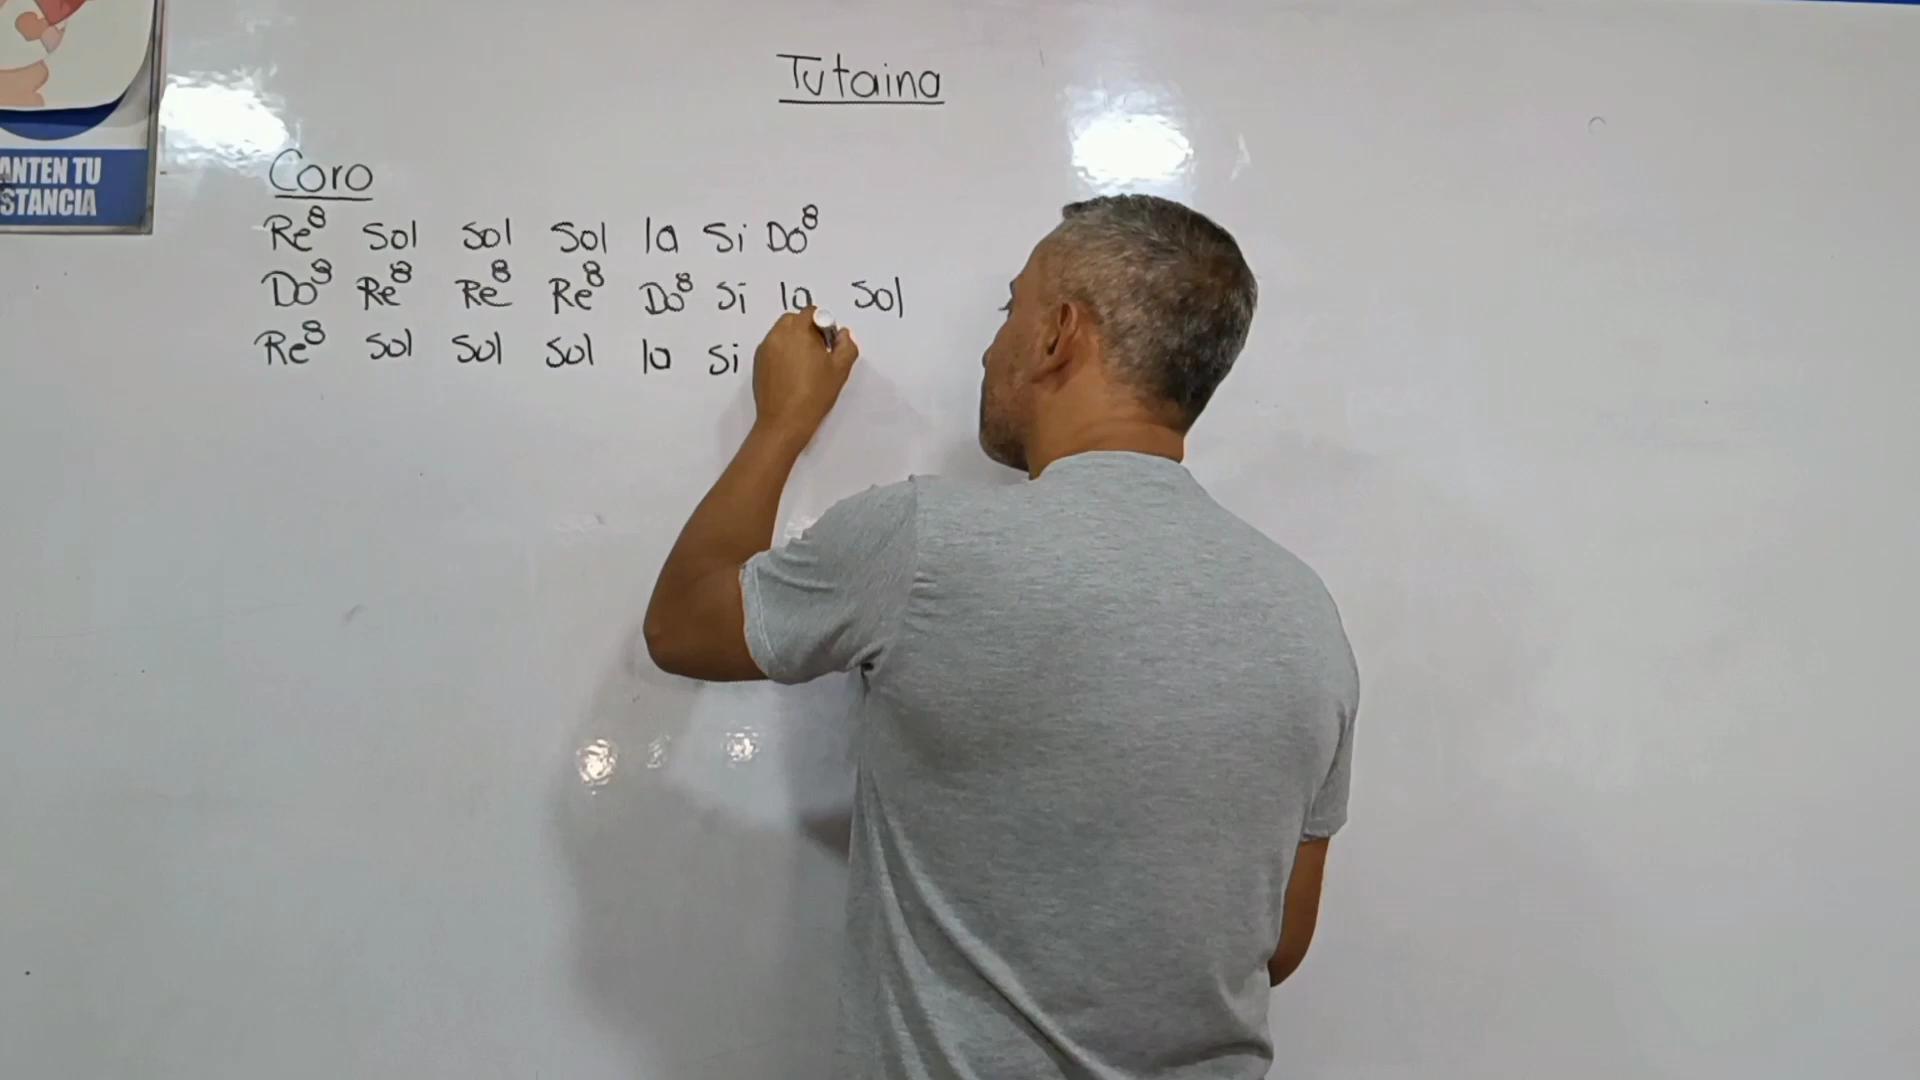 Tutaina
ANTEN TU
STANCIA
Coro
Re⁸ Sol Sol Sol la Si Do⁸
Do⁸ Re⁸ Re⁸ Re⁸ Do⁸ Si la Sol
Re⁸ Sol Sol Sol la Si